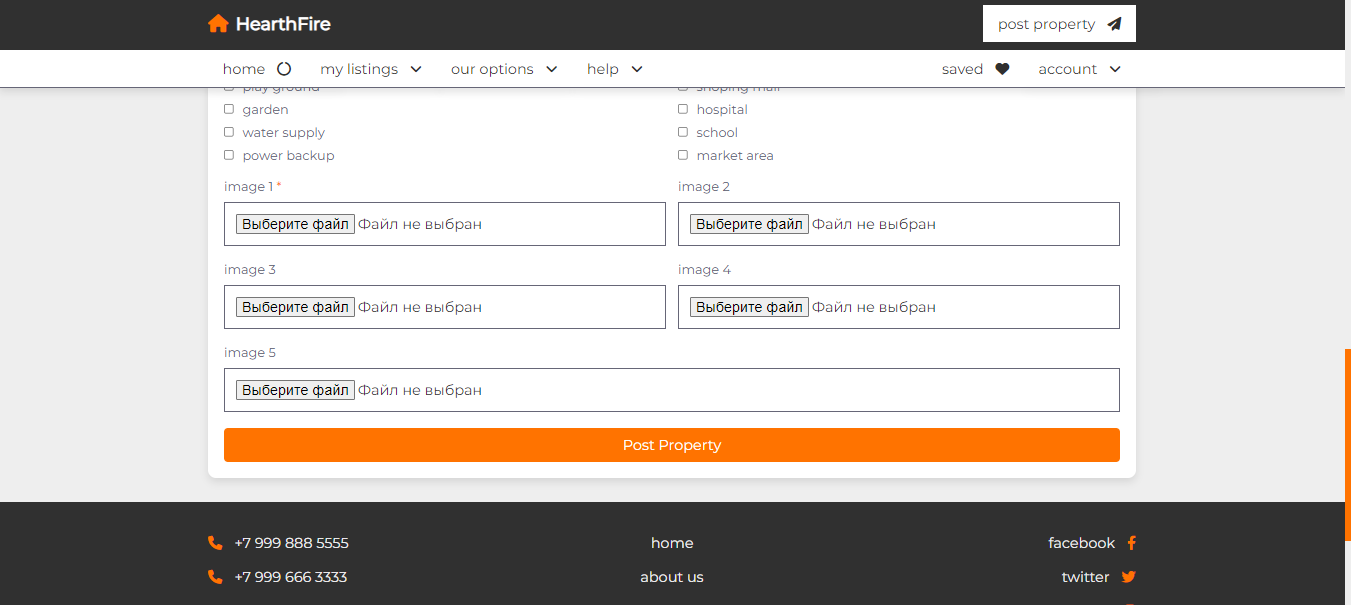 HearthFire
post property
home my listings our options help saved account
play ground shoping mall
garden hospital
water supply school
power backup market area
image 1 * image 2
Выберите файл Файл не выбран Выберите файл Файл не выбран
image 3 image 4
Выберите файл Файл не выбран Выберите файл Файл не выбран
image 5
Выберите файл Файл не выбран
Post Property
+7 999 888 5555 home facebook
+7 999 666 3333 about us twitter